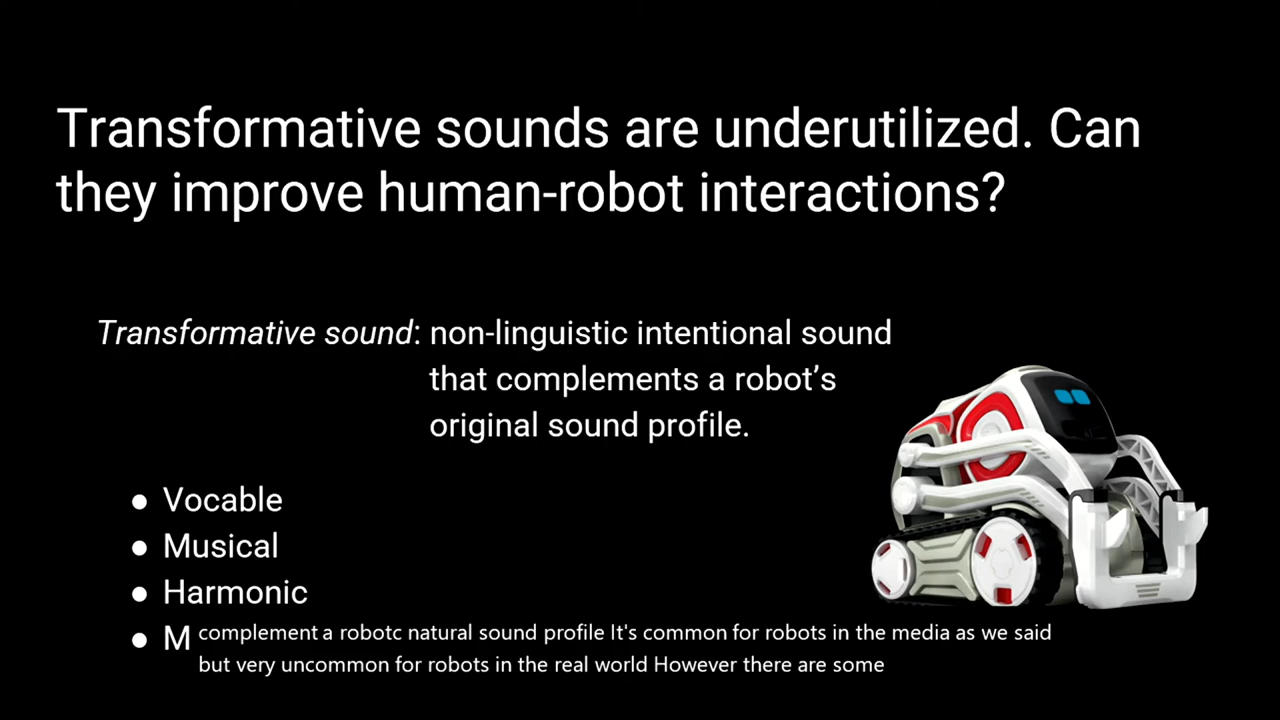 Transformative sounds are underutilized. Can
they improve human-robot interactions?
Transformative sound: non-linguistic intentional sound
that complements a robot’s
original sound profile.
● Vocable
● Musical
● Harmonic
● M
complement a robotc natural sound profile It's common for robots in the media as we said
but very uncommon for robots in the real world However there are some